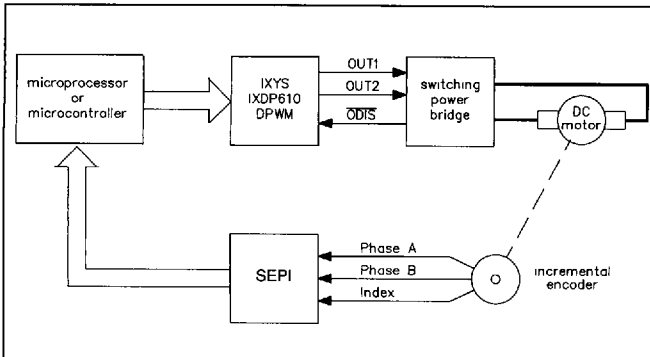 microprocessor
or
microcontroller
IXYS
IXDP610
DPWM
OUT1
OUT2
ODIS
switching
power
bridge
DC
motor
SEPI
Phase A
Phase B
Index
incremental
encoder